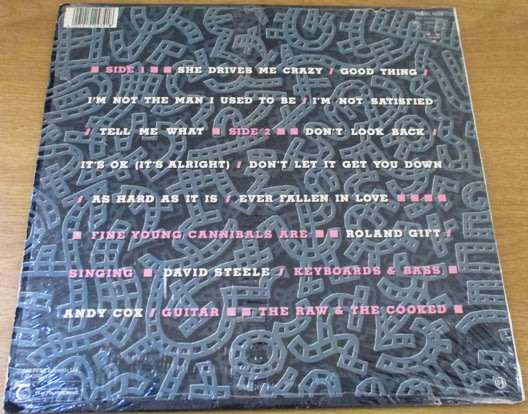 SIDE 1 SHE DRIVES ME CRAZY / GOOD THING /
I'M NOT THE MAN I USED TO BE / I'M NOT SATISFIED
/ TELL ME WHAT SIDE 2 DON'T LOOK BACK /
IT'S OK (IT'S ALRIGHT) / DON'T LET IT GET YOU DOWN
/ AS HARD AS IT IS / EVER FALLEN IN LOVE
FINE YOUNG CANNIBALS ARE ROLAND GIFT /
SINGING DAVID STEELE / KEYBOARDS & BASS
ANDY COX / GUITAR THE RAW & THE COOKED